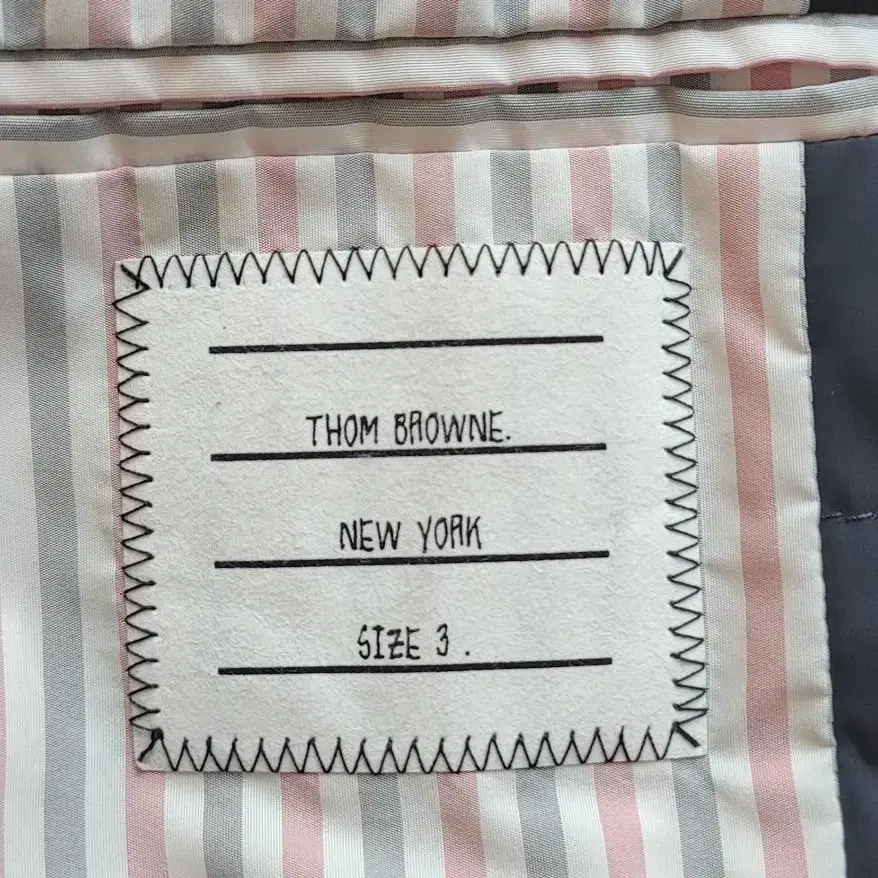 THOM BROWNE.
NEW YORK
SIZE 3.